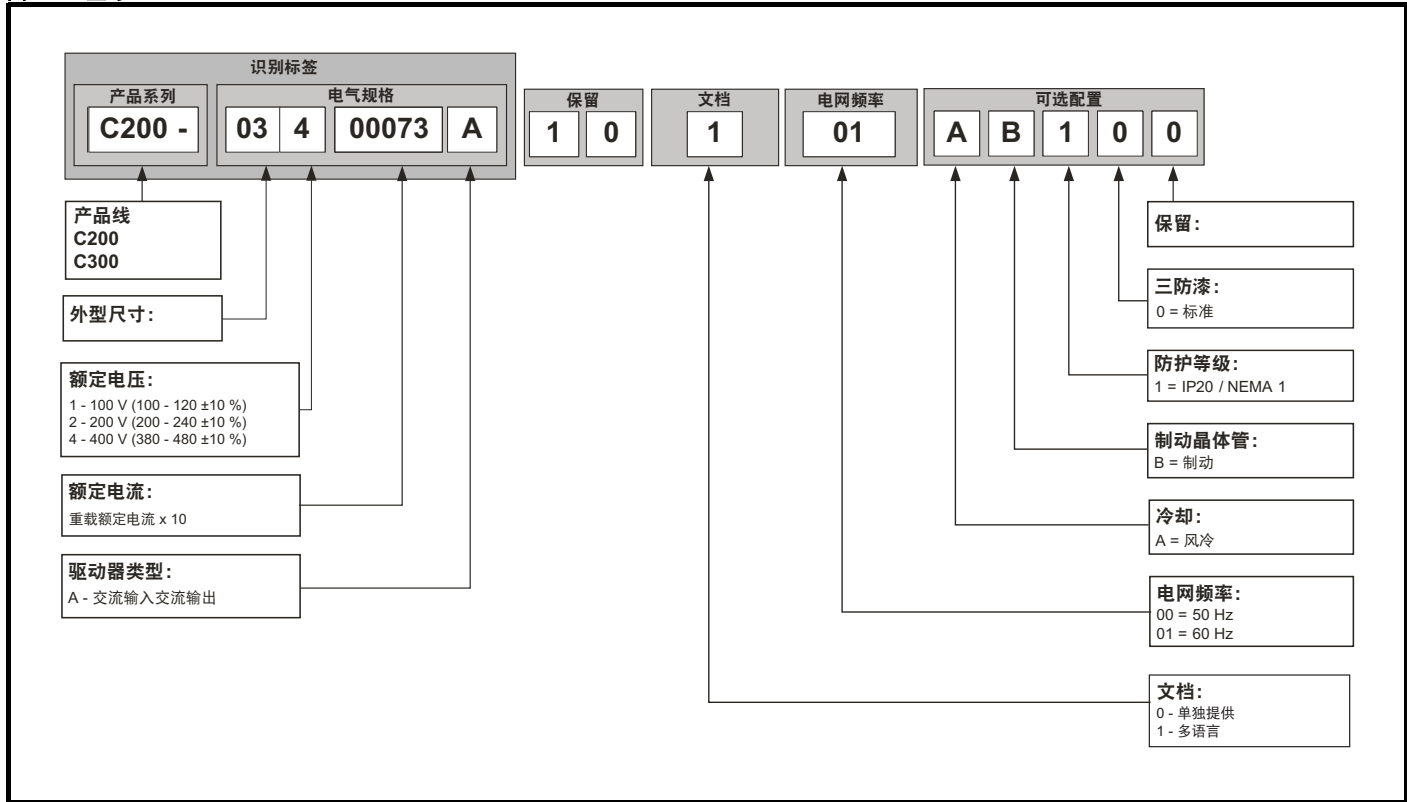 识别标签
产品系列
电气规格
保留
文档
电网频率
可选配置
C200 -
03
4
00073
A
1
0
1
01
A
B
1
0
0
产品线
C200
C300
外型尺寸:
额定电压:
1 - 100 V (100 - 120 ±10 %)
2 - 200 V (200 - 240 ±10 %)
4 - 400 V (380 - 480 ±10 %)
额定电流:
重载额定电流 x 10
驱动器类型:
A - 交流输入交流输出
保留:
三防漆:
0 = 标准
防护等级:
1 = IP20 / NEMA 1
制动晶体管:
B = 制动
冷却:
A = 风冷
电网频率:
00 = 50 Hz
01 = 60 Hz
文档:
0 - 单独提供
1 - 多语言